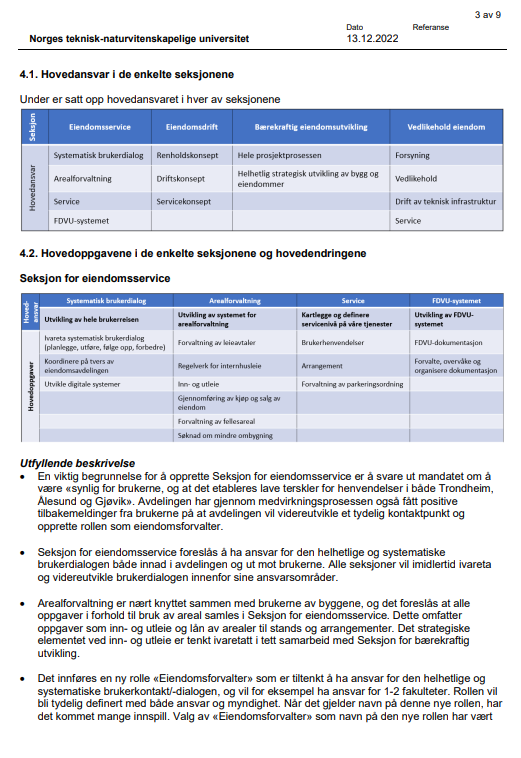 3 av 9
Dato Referanse
Norges teknisk-naturvitenskapelige universitet 13.12.2022
4.1. Hovedansvar i de enkelte seksjonene
Under er satt opp hovedansvaret i hver av seksjonene
Seksjon Eiendomsservice Eiendomsdrift Bærekraftig eiendomsutvikling Vedlikehold eiendom
Hovedansvar
Systematisk brukerdialog Renholdskonsept Hele prosjektprosessen Forsyning
Arealforvaltning Driftskonsept Helhetlig strategisk utvikling av bygg og Vedlikehold
eiendommer
Service Servicekonsept Drift av teknisk infrastruktur
FDVU-systemet Service
4.2. Hovedoppgavene i de enkelte seksjonene og hovedendringene
Seksjon for eiendomsservice
Hoved-
ansvar
Systematisk brukerdialog Arealforvaltning Service FDVU-systemet
Utvikling av hele brukerreisen Utvikling av systemet for Kartlegge og definere Utvikling av FDVU-
arealforvaltning servicenivå på våre tjenester systemet
Hovedoppgaver
Ivareta systematisk brukerdialog Forvaltning av leieavtaler Brukerhenvendelser FDVU-dokumentasjon
(planlegge, utføre, følge opp, forbedre)
Koordinere på tvers av Regelverk for internhusleie Arrangement Forvalte, overvåke og
eiendomsavdelingen organisere dokumentasjon
Utvikle digitale systemer Inn- og utleie Forvaltning av parkeringsordning
Gjennomføring av kjøp og salg av
eiendom
Forvaltning av fellesareal
Søknad om mindre ombygning
Utfyllende beskrivelse
• En viktig begrunnelse for å opprette Seksjon for eiendomsservice er å svare ut mandatet om å
være «synlig for brukerne, og at det etableres lave terskler for henvendelser i både Trondheim,
Ålesund og Gjøvik». Avdelingen har gjennom medvirkningsprosessen også fått positive
tilbakemeldinger fra brukerne på at avdelingen vil videreutvikle et tydelig kontaktpunkt og
opprette rollen som eiendomsforvalter.
• Seksjon for eiendomsservice foreslås å ha ansvar for den helhetlige og systematiske
brukerdialogen både innad i avdelingen og ut mot brukerne. Alle seksjoner vil imidlertid ivareta
og videreutvikle brukerdialogen innenfor sine ansvarsområder.
• Arealforvaltning er nært knyttet sammen med brukerne av byggene, og det foreslås at alle
oppgaver i forhold til bruk av areal samles i Seksjon for eiendomsservice. Dette omfatter
oppgaver som inn- og utleie og lån av arealer til stands og arrangementer. Det strategiske
elementet ved inn- og utleie er tenkt ivaretatt i tett samarbeid med Seksjon for bærekraftig
utvikling.
• Det innføres en ny rolle «Eiendomsforvalter» som er tiltenkt å ha ansvar for den helhetlige og
systematiske brukerkontakt/-dialogen, og vil for eksempel ha ansvar for 1-2 fakulteter. Rollen vil
bli tydelig definert med både ansvar og myndighet. Når det gjelder navn på denne nye rollen, har
det kommet mange innspill. Valg av «Eiendomsforvalter» som navn på den nye rollen har vært